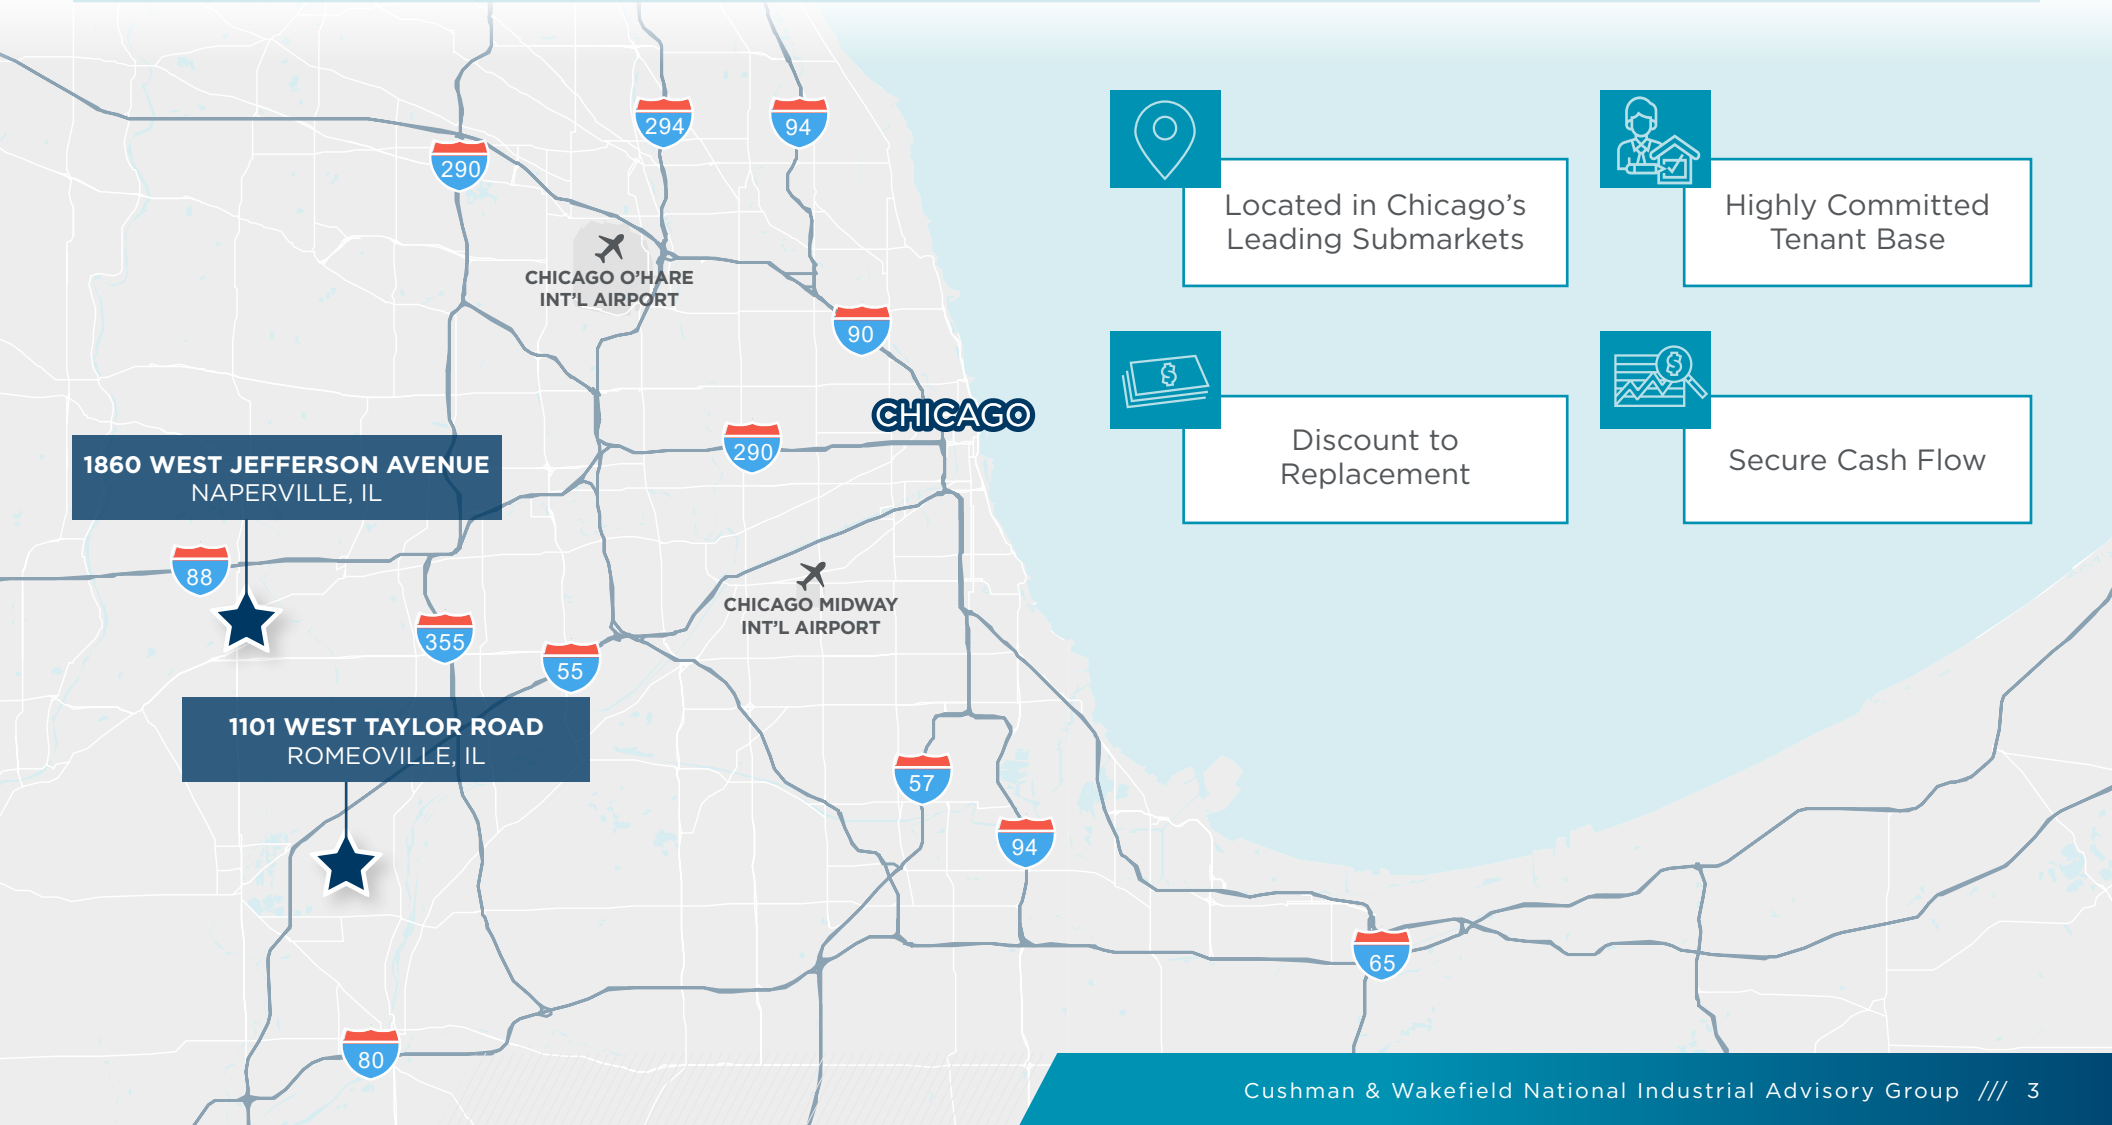 294
94
290
Located in Chicago’s
Leading Submarkets
Highly Committed
Tenant Base
CHICAGO O’HARE
INT’L AIRPORT
90
CHICAGO
290
Discount to
Replacement
Secure Cash Flow
1860 WEST JEFFERSON AVENUE
NAPERVILLE, IL
88
CHICAGO MIDWAY
INT’L AIRPORT
355
55
1101 WEST TAYLOR ROAD
ROMEOVILLE, IL
57
94
65
80
Cushman & Wakefield National Industrial Advisory Group /// 3